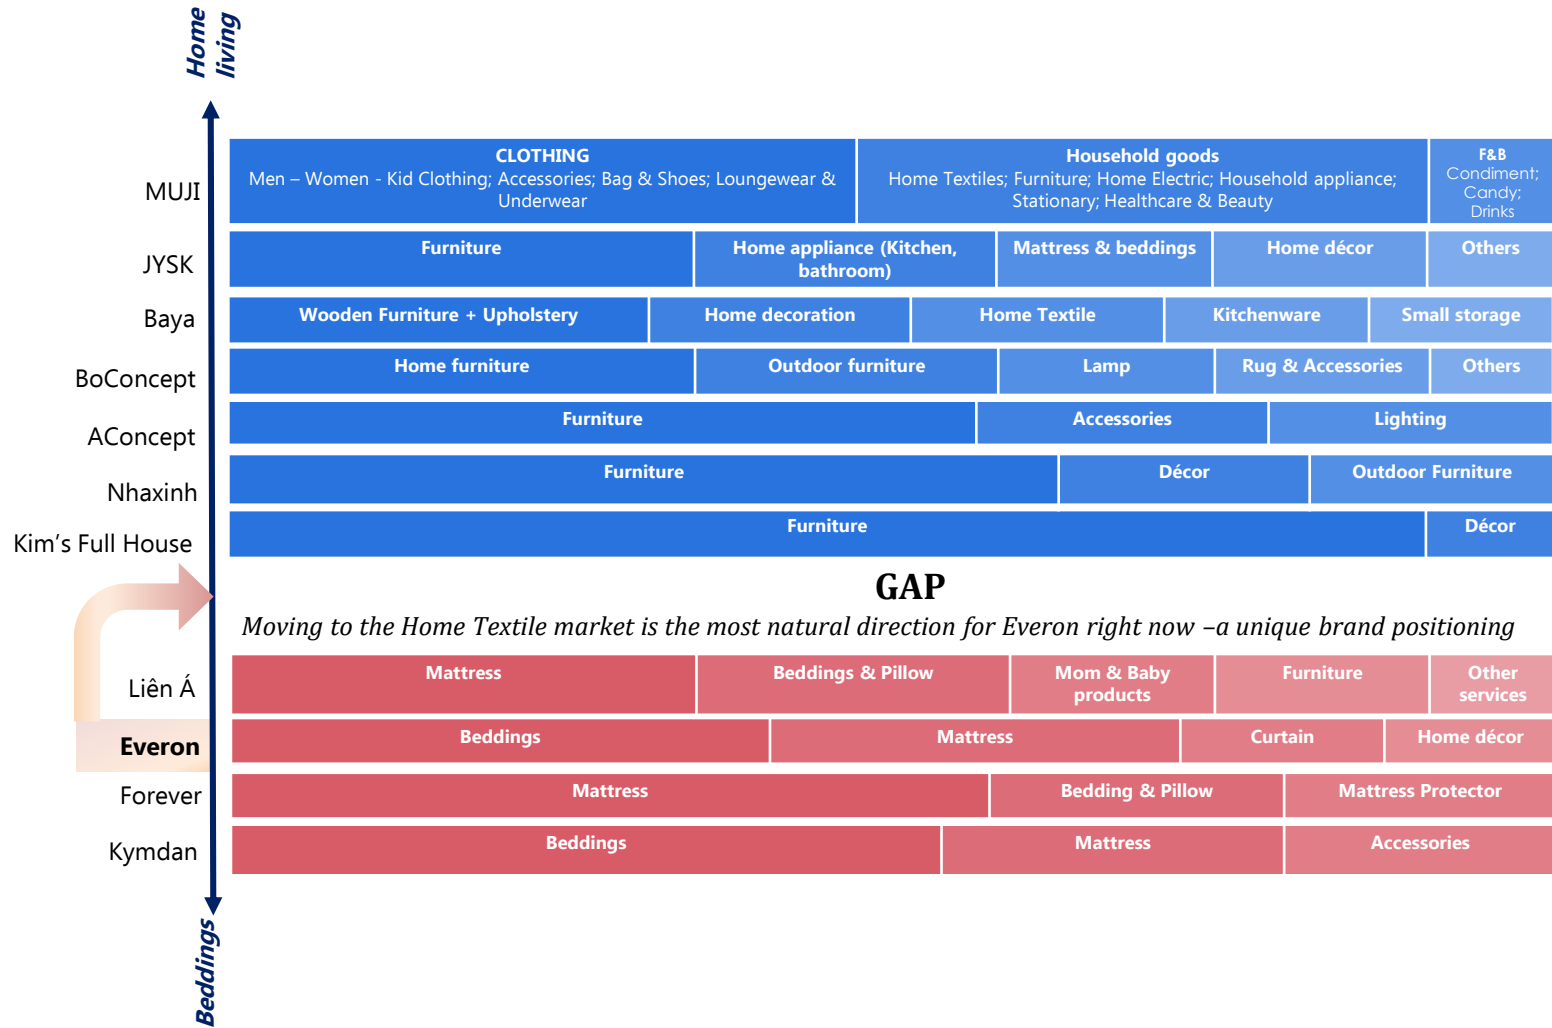 Home
living
MUJI
CLOTHING
Men – Women - Kid Clothing; Accessories; Bag & Shoes; Loungewear &
Underwear
Household goods
Home Textiles; Furniture; Home Electric; Household appliance;
Stationary; Healthcare & Beauty
F&B
Condiment;
Candy;
Drinks
JYSK
Furniture
Home appliance (Kitchen,
bathroom)
Mattress & beddings
Home décor
Others
Baya
Wooden Furniture + Upholstery
Home decoration
Home Textile
Kitchenware
Small storage
BoConcept
Home furniture
Outdoor furniture
Lamp
Rug & Accessories
Others
AConcept
Furniture
Accessories
Lighting
Nhaxinh
Furniture
Décor
Outdoor Furniture
Kim's Full House
Furniture
Décor
GAP
Moving to the Home Textile market is the most natural direction for Everon right now –a unique brand positioning
Liên Á
Mattress
Beddings & Pillow
Mom & Baby
products
Furniture
Other
services
Everon
Beddings
Mattress
Curtain
Home décor
Forever
Mattress
Bedding & Pillow
Mattress Protector
Kymdan
Beddings
Mattress
Accessories
Beddings